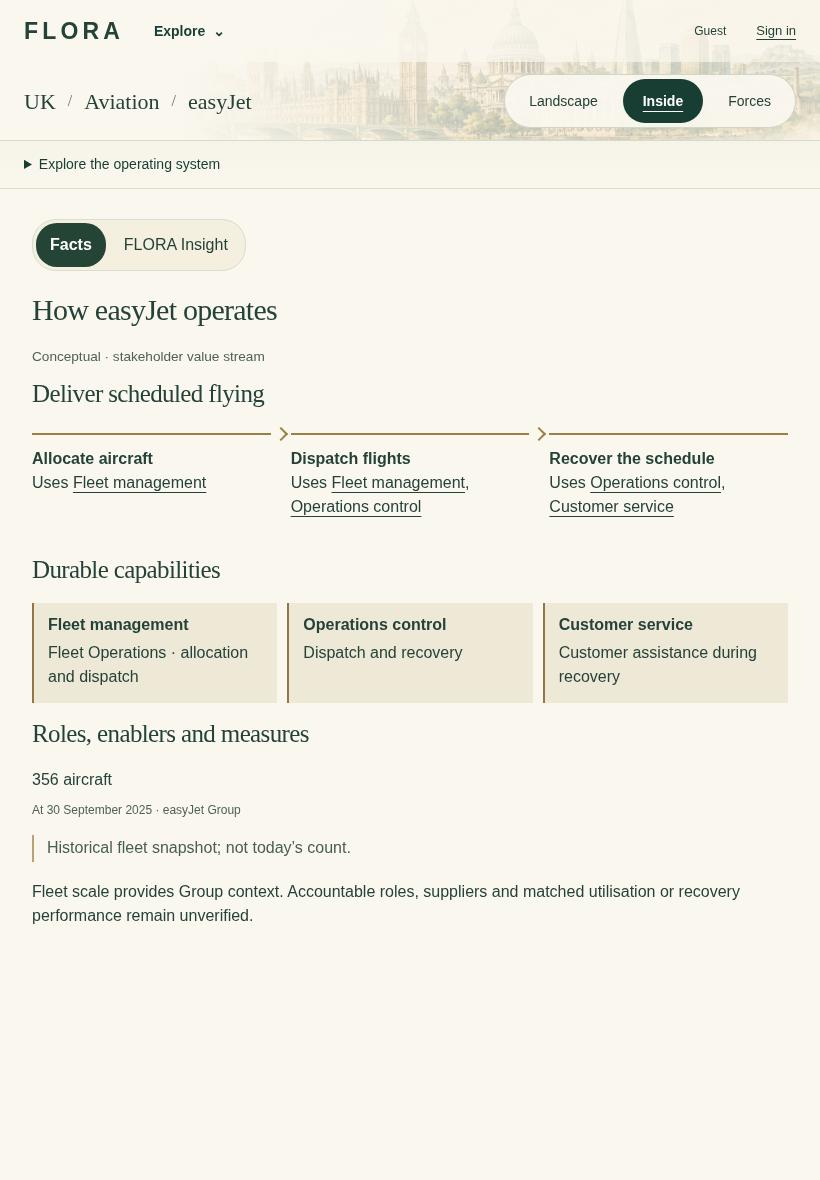 FLORA
Explore
Guest
Sign in
UK / Aviation / easyJet
Landscape
Inside
Forces
Explore the operating system
Facts
FLORA Insight
How easyJet operates
Conceptual · stakeholder value stream
Deliver scheduled flying
Allocate aircraft
Uses Fleet management
Dispatch flights
Uses Fleet management,
Operations control
Recover the schedule
Uses Operations control,
Customer service
Durable capabilities
Fleet management
Fleet Operations · allocation
and dispatch
Operations control
Dispatch and recovery
Customer service
Customer assistance during
recovery
Roles, enablers and measures
356 aircraft
At 30 September 2025 · easyJet Group
Historical fleet snapshot; not today’s count.
Fleet scale provides Group context. Accountable roles, suppliers and matched utilisation or recovery
performance remain unverified.